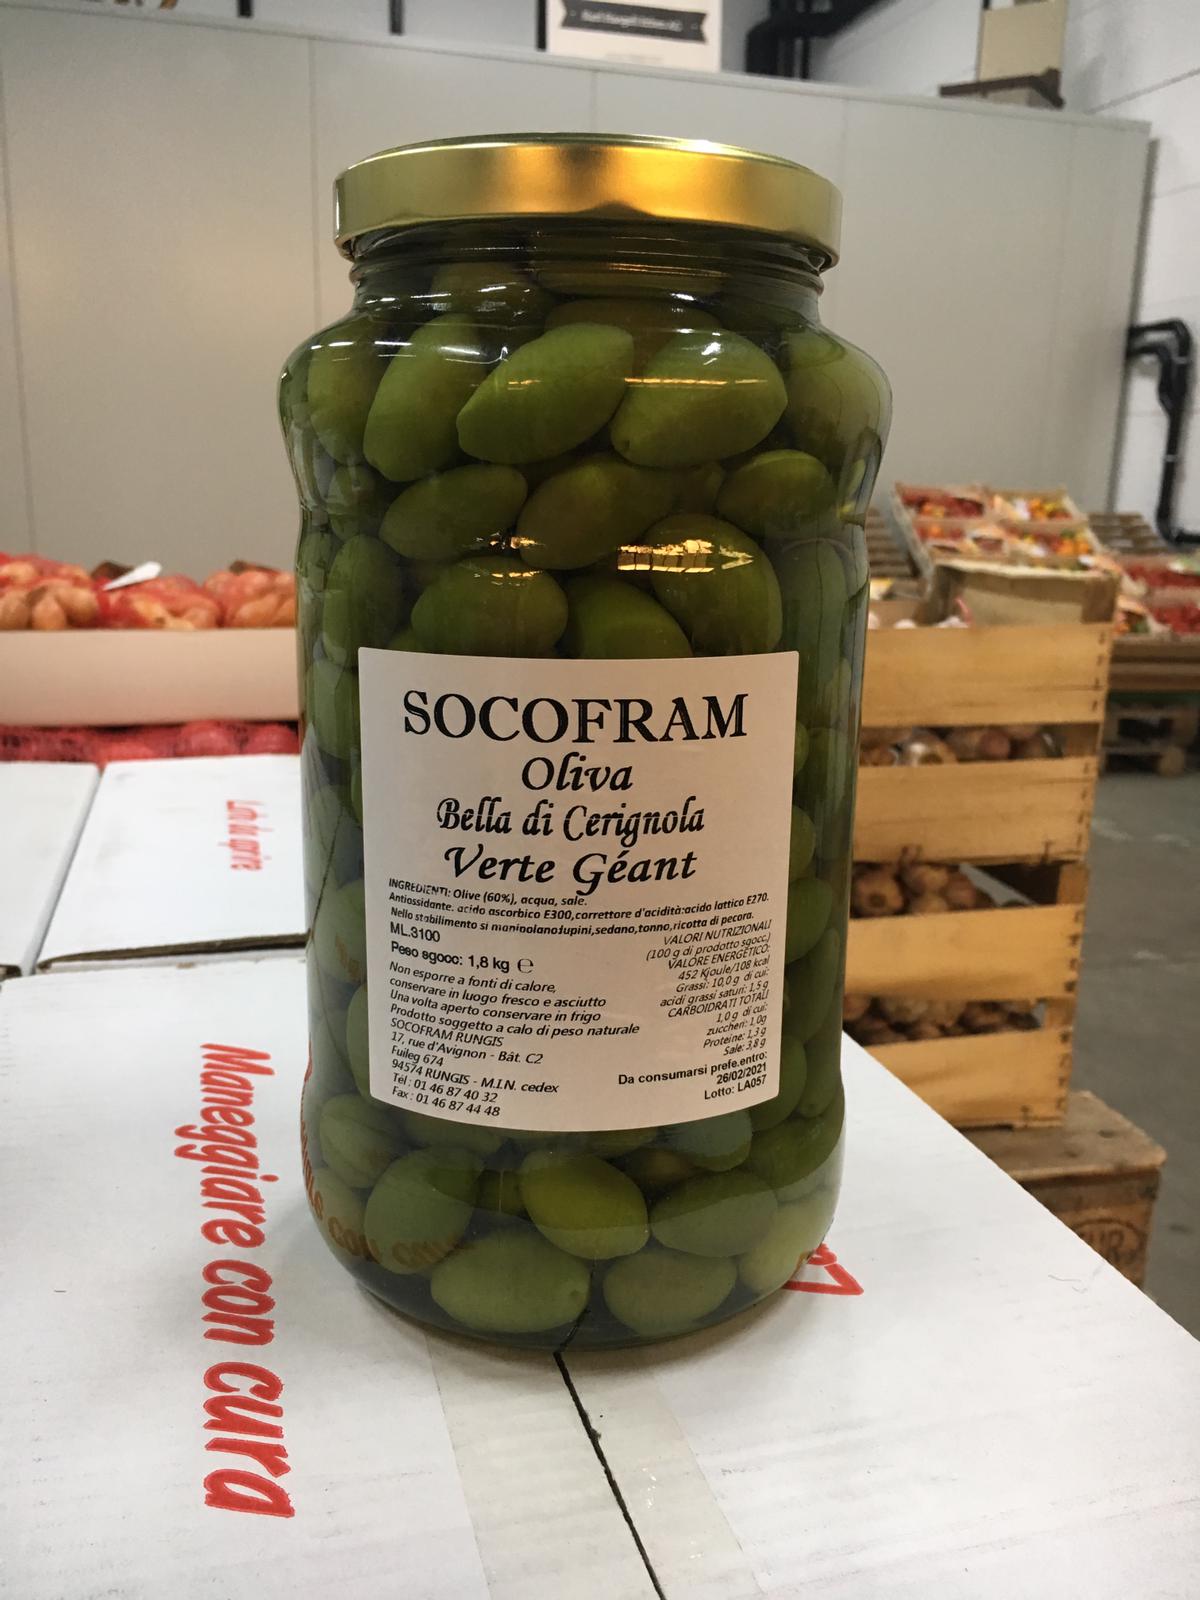 SOCOFRAM
Oliva
Bella di Cerignola
Verte Géant
INGREDIENTI: Olive (60%), acqua, sale.
Antiossidante. acido ascorbico E300,correttore d'acidità:acido lattico E270.
Nello stabilimento si manipolano:lupini,sedano,tonno,ricotta di pecora.
ML.3100
Peso sgocc: 1,8 kg ℮
Non esporre a fonti di calore,
conservare in luogo fresco e asciutto
Una volta aperto conservare in frigo
Prodotto soggetto a calo di peso naturale
SOCOFRAM RUNGIS
17, rue d'Avignon - Bât. C2
Fuileg 674
94574 RUNGIS - M.I.N. cedex
Tél : 01 46 87 40 32
Fax : 01 46 87 44 48
VALORI NUTRIZIONALI
(100 g di prodotto sgocc.)
VALORE ENERGETICO:
452 Kjoule/108 kcal
Grassi: 10,0 g di cui:
acidi grassi saturi: 1,5 g
CARBOIDRATI TOTALI
1,0 g di cui:
zuccheri: 1,0g
Proteine: 1,3 g
Sale: 3,8 g
Da consumarsi prefe.entro:
26/02/2021
Lotto: LA057
Maneggiare con cura